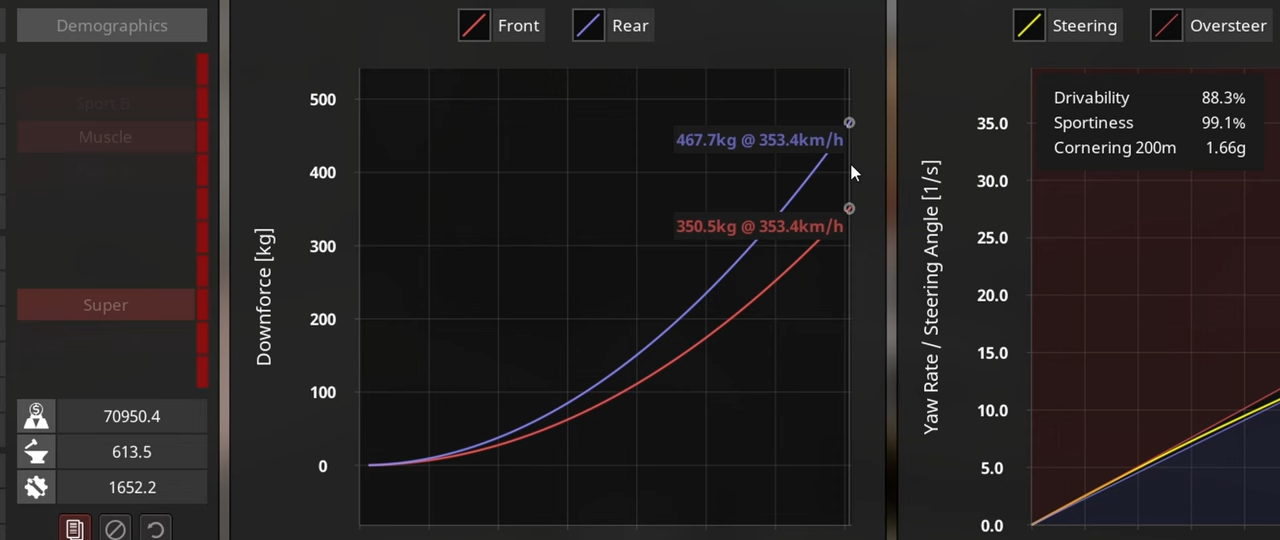 Demographics
Sport B
Muscle
Super
70950.4
613.5
1652.2
Front
Rear
Downforce [kg]
500
400
300
200
100
0
467.7kg @ 353.4km/h
350.5kg @ 353.4km/h
Steering
Oversteer
Yaw Rate / Steering Angle [1/s]
35.0
30.0
25.0
20.0
15.0
10.0
5.0
0.0
Drivability 88.3%
Sportiness 99.1%
Cornering 200m 1.66g